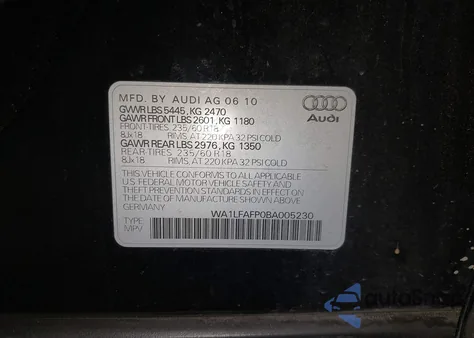 MFD. BY AUDI AG 06 10
GVWR LBS 5445, KG 2470
GAWR FRONT LBS 2601, KG 1180
FRONT-TIRES: 235/60 R18
8Jx18 RIMS, AT 220 KPA 32 PSI COLD
GAWR REAR LBS 2976, KG 1350
REAR-TIRES: 235/60 R18
8Jx18 RIMS, AT 220 KPA 32 PSI COLD
Audi
THIS VEHICLE CONFORMS TO ALL APPLICABLE
U.S. FEDERAL MOTOR VEHICLE SAFETY AND
THEFT PREVENTION STANDARDS IN EFFECT ON
THE DATE OF MANUFACTURE SHOWN ABOVE.
WA1LFAFP0BA005230
TYPE:
MPV